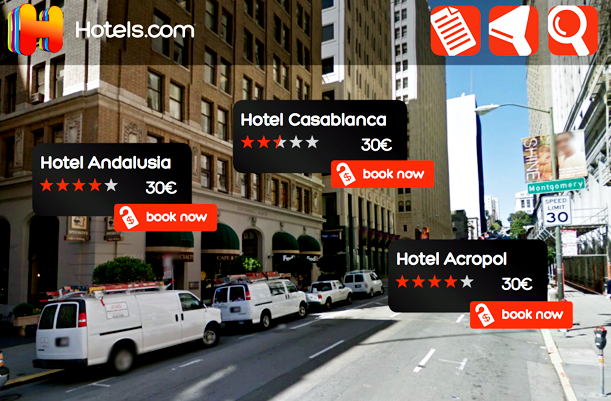 Hotels.com
Hotel Casablanca
30€
book now
Hotel Andalusia
30€
book now
Hotel Acropol
30€
book now
SHINE
Montgomery
SPEED
LIMIT
30